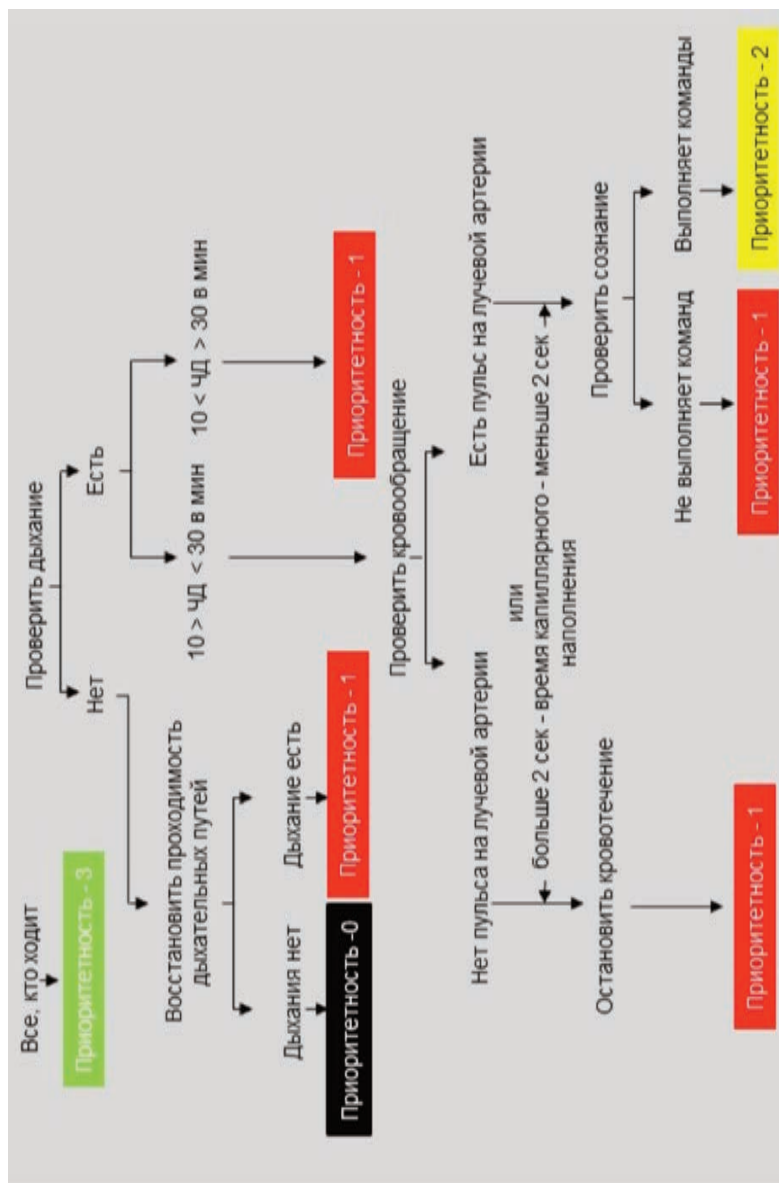 Все, кто ходит
Приоритетность - 3
Проверить дыхание
Нет
Есть
Восстановить проходимость
дыхательных путей
10 > ЧД < 30 в мин
10 < ЧД > 30 в мин
Дыхания нет
Дыхание есть
Приоритетность -0
Приоритетность - 1
Приоритетность - 1
Проверить кровообращение
Нет пульса на лучевой артерии
Есть пульс на лучевой артерии
или
больше 2 сек - время капиллярного - меньше 2 сек
наполнения
Остановить кровотечение
Проверить сознание
Не выполняет команд
Выполняет команды
Приоритетность - 1
Приоритетность - 1
Приоритетность - 2